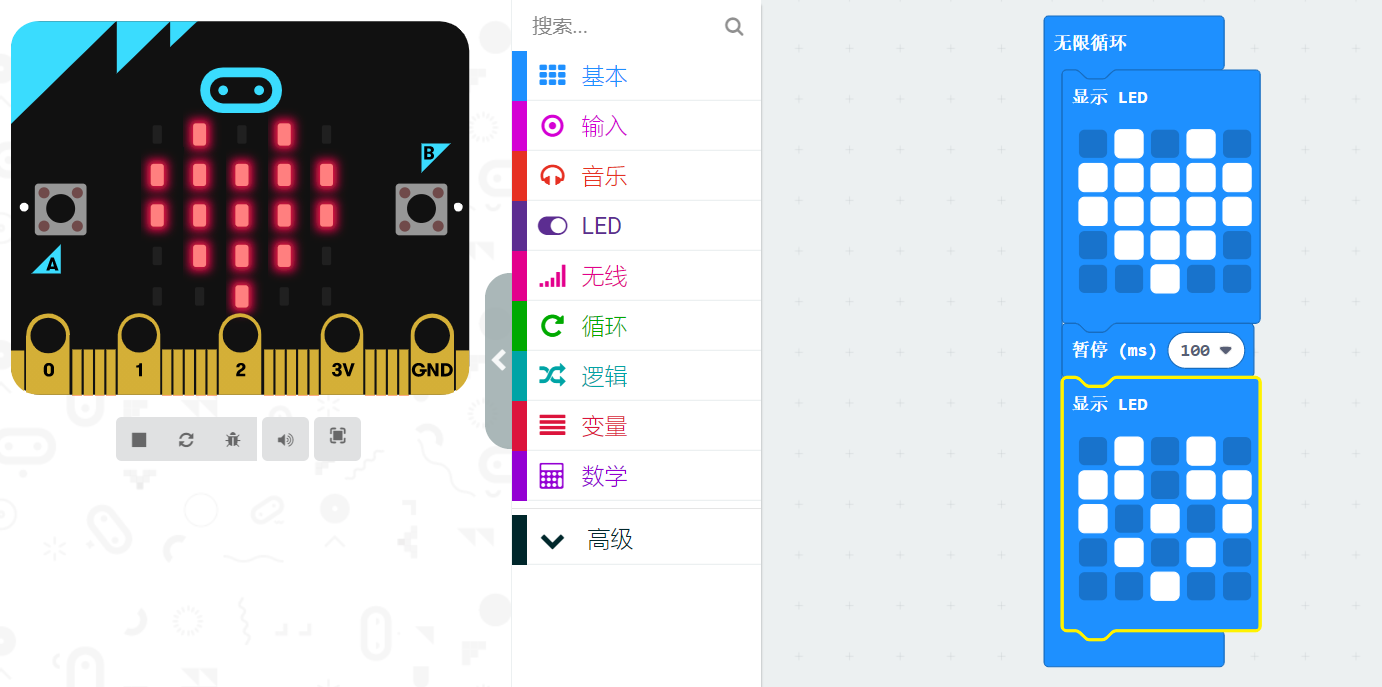 B
A
0
1
2
3V
GND
搜索...
基本
输入
音乐
LED
无线
循环
逻辑
变量
数学
高级
无限循环
显示 LED
暂停 (ms) 100
显示 LED